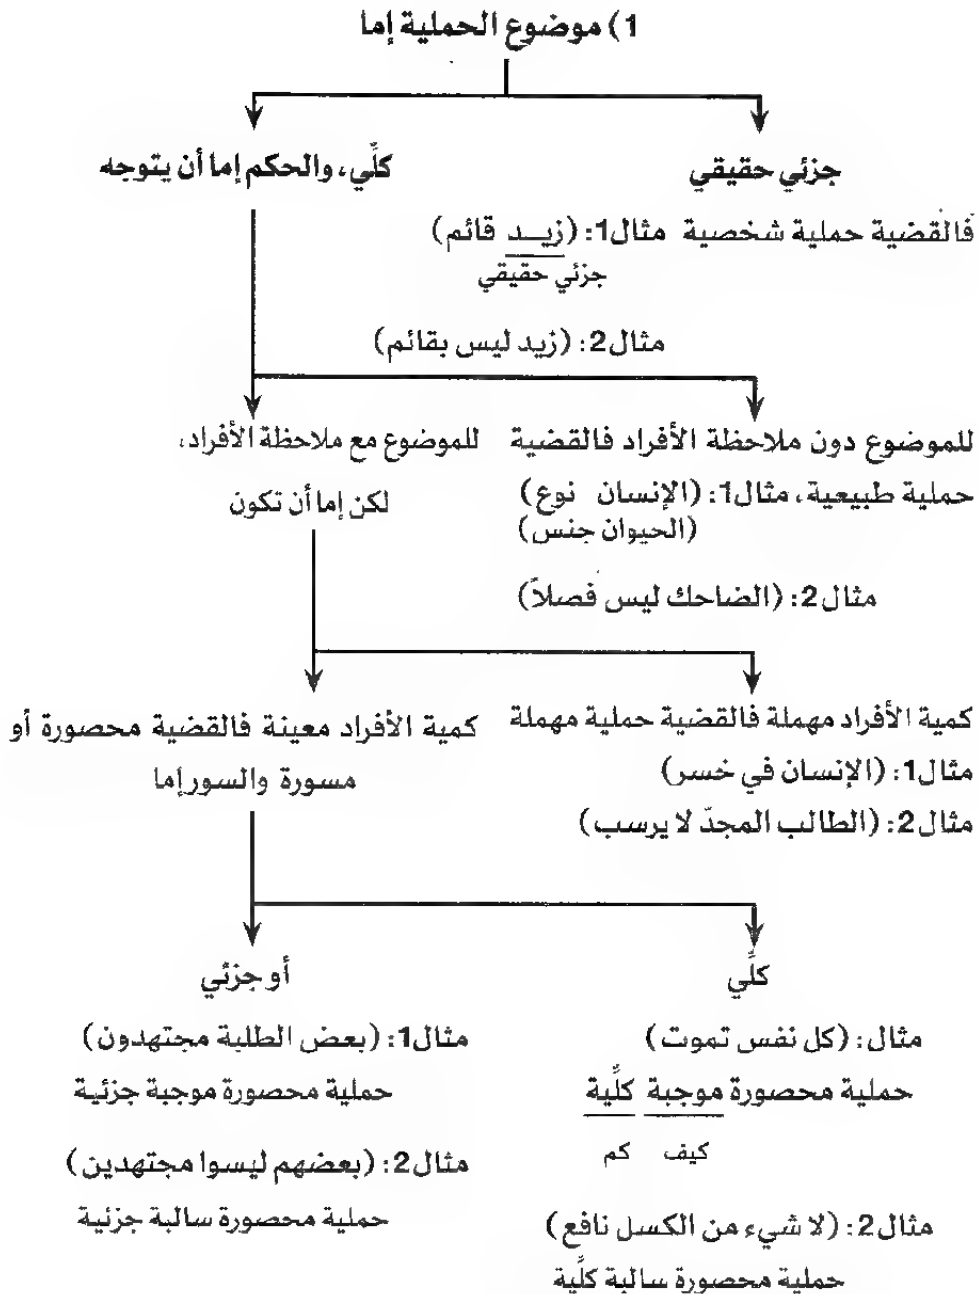 1) موضوع الحملية إما
جزئي حقيقي
كلِّي، والحكم إما أن يتوجه
فالقضية حملية شخصية مثال1: (زيــد قائم)
جزئي حقيقي
مثال2: (زيد ليس بقائم)
للموضوع دون ملاحظة الأفراد فالقضية
حملية طبيعية، مثال1: (الإنسان نوع)
(الحيوان جنس)
مثال2: (الضاحك ليس فصلاً)
للموضوع مع ملاحظة الأفراد،
لكن إما أن تكون
كمية الأفراد مهملة فالقضية حملية مهملة
مثال1: (الإنسان في خسر)
مثال2: (الطالب المجدّ لا يرسب)
كمية الأفراد معينة فالقضية محصورة أو
مسورة والسور إما
كلِّي
مثال: (كل نفس تموت)
حملية محصورة موجبة كلِّية
كيف كم
مثال2: (لا شيء من الكسل نافع)
حملية محصورة سالبة كلِّية
أو جزئي
مثال1: (بعض الطلبة مجتهدون)
حملية محصورة موجبة جزئية
مثال2: (بعضهم ليسوا مجتهدين)
حملية محصورة سالبة جزئية